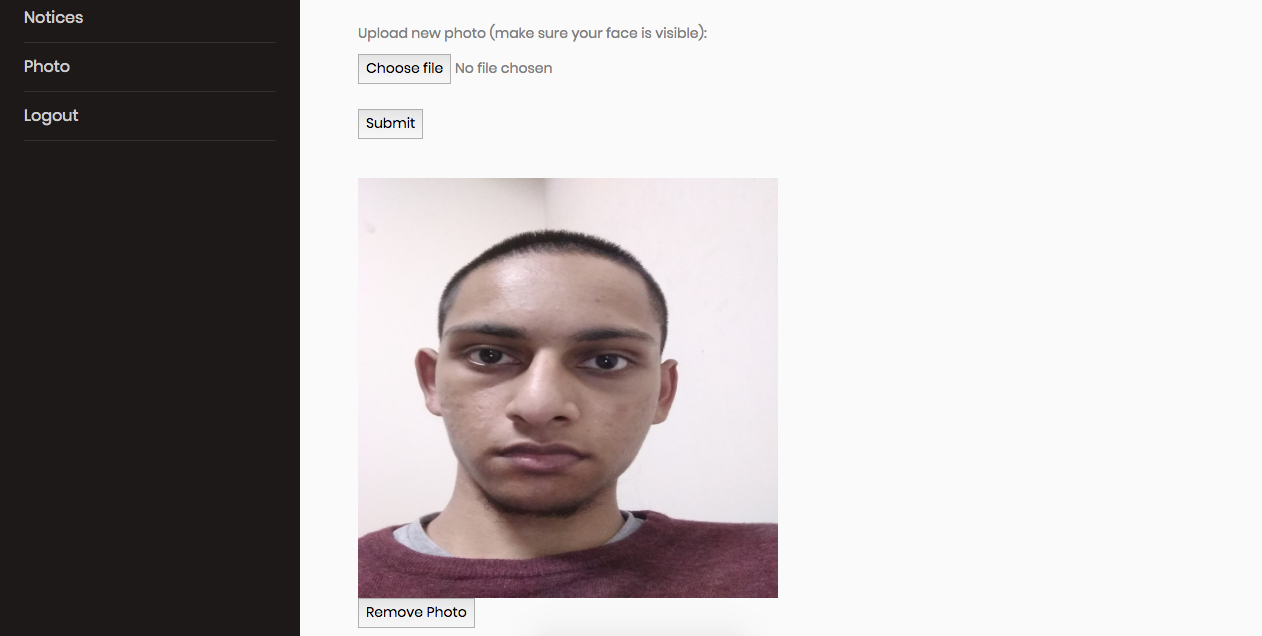 Notices
Photo
Logout
Upload new photo (make sure your face is visible):
Choose file No file chosen
Submit
Remove Photo